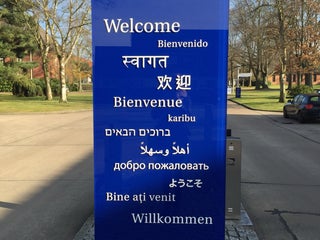 Welcome
Bienvenido
स्वागत
欢迎
Bienvenue
karibu
ברוכים הבאים
أهلاً وسهلاً
добро пожаловать
ようこそ
Bine aţi venit
Willkommen